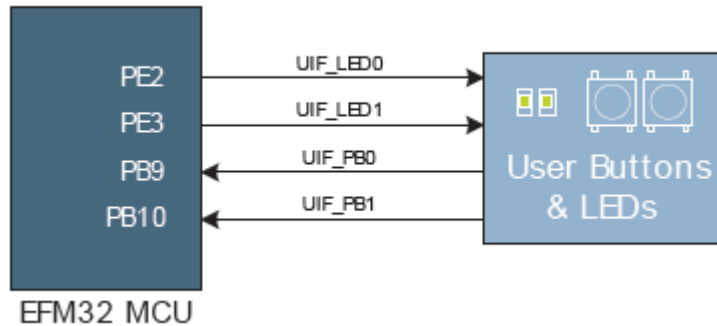 PE2
UIF_LED0
PE3
UIF_LED1
PB9
UIF_PB0
PB10
UIF_PB1
User Buttons
& LEDs
EFM32 MCU